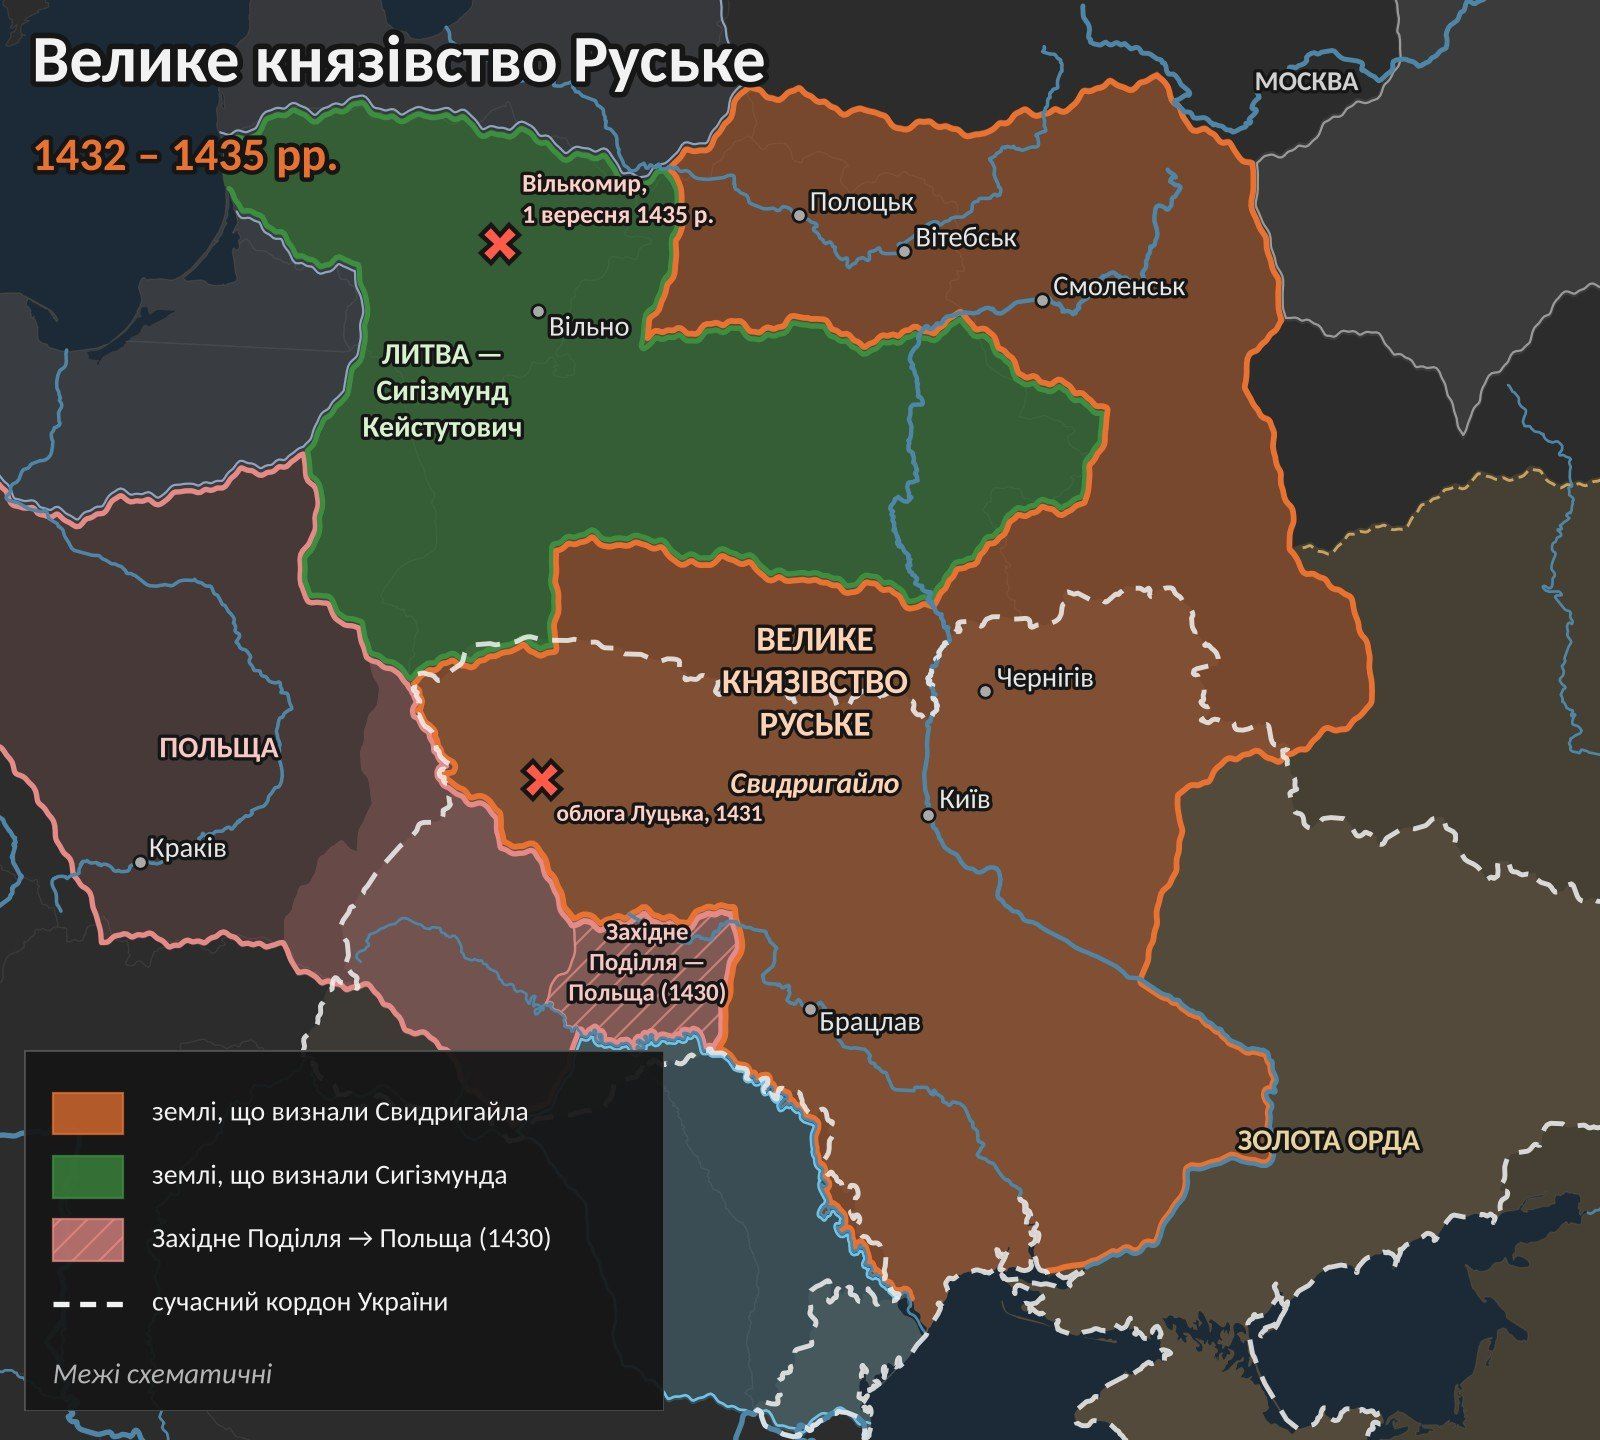 Велике князівство Руське
1432 – 1435 рр.
МОСКВА
Вількомир,
1 вересня 1435 р.
Полоцьк
Вітебськ
Смоленськ
Вільно
ЛИТВА —
Сигізмунд
Кейстутович
ВЕЛИКЕ
КНЯЗІВСТВО
РУСЬКЕ
Свидригайло
Чернігів
ПОЛЬЩА
облога Луцька, 1431
Київ
Краків
Західне
Поділля —
Польща (1430)
Брацлав
ЗОЛОТА ОРДА
землі, що визнали Свидригайла
землі, що визнали Сигізмунда
Західне Поділля → Польща (1430)
сучасний кордон України
Межі схематичні